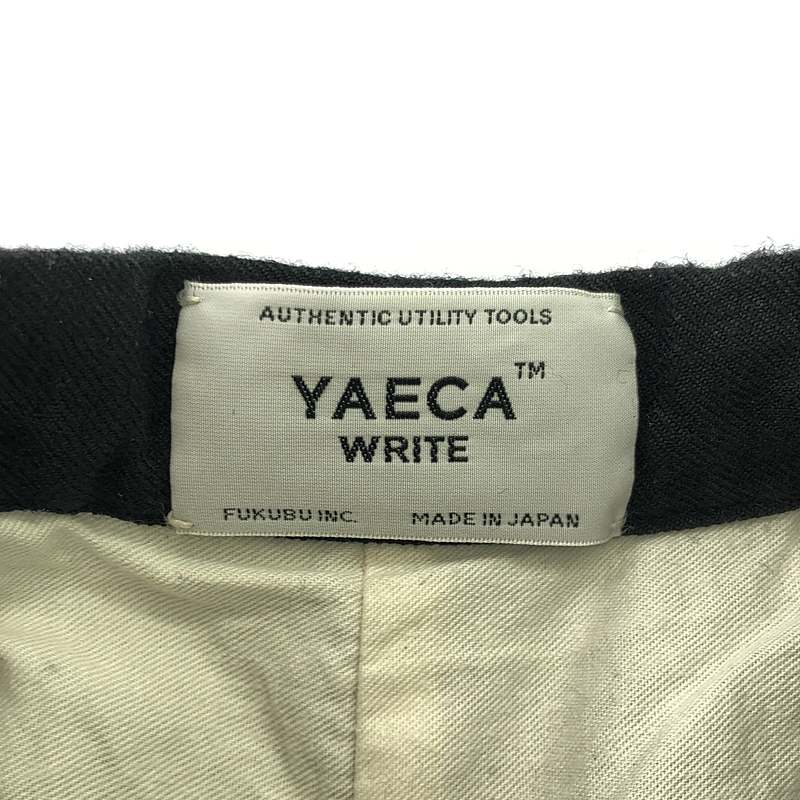 AUTHENTIC UTILITY TOOLS
YAECA™
WRITE
FUKUBU INC. MADE IN JAPAN